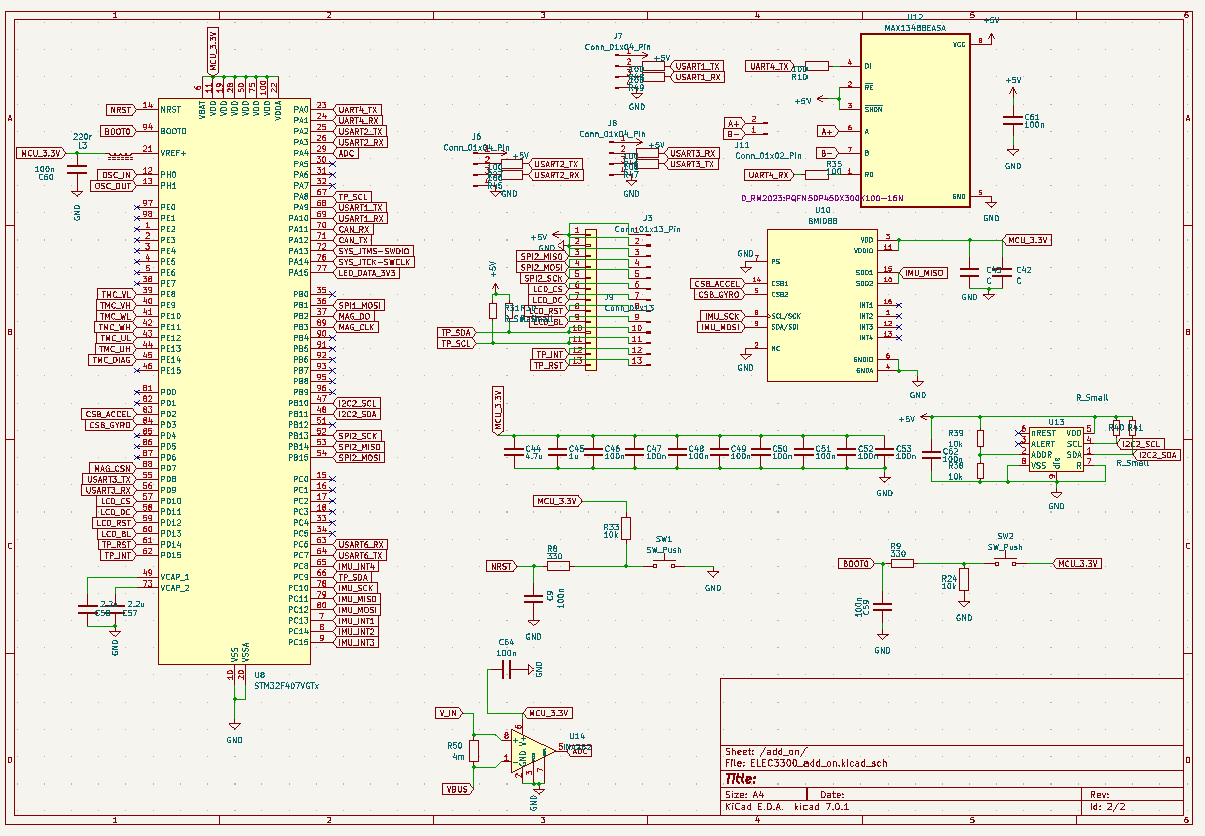 1
2
3
4
5
6
A
B
C
D
MCU_3.3V
6
11
19
28
50
75
100
22
VBAT
VDD
VDD
VDD
VDD
VDD
VDD
VDDA
NRST
14
NRST
BOOT0
94
BOOT0
L3
MCU_3.3V
21
VREF+
100n
C60
GND
OSC_IN
12
PH0
OSC_OUT
13
PH1
97
PE0
98
PE1
1
PE2
2
PE3
3
PE4
4
PE5
5
PE6
38
PE7
TMC_VL
39
PE8
TMC_VH
40
PE9
TMC_WL
41
PE10
TMC_WH
42
PE11
TMC_UL
43
PE12
TMC_UH
44
PE13
TMC_DIAG
45
PE14
46
PE15
81
PD0
82
PD1
CSB_ACCEL
83
PD2
CSB_GYRO
84
PD3
85
PD4
86
PD5
87
PD6
MAG_CSN
88
PD7
USART3_TX
55
PD8
USART3_RX
56
PD9
LCD_CS
57
PD10
LCD_DC
58
PD11
LCD_RST
59
PD12
LCD_BL
60
PD13
TP_RST
61
PD14
TP_INT
62
PD15
49
VCAP_1
73
VCAP_2
2.2u
C57
GND
VSS
VSSA
10
20
GND
U8
STM32F407VGTx
PA0
23
UART4_TX
PA1
24
UART4_RX
PA2
25
USART2_TX
PA3
26
USART2_RX
PA4
29
ADC
PA5
30
PA6
31
PA7
32
PA8
67
TP_SCL
PA9
68
USART1_TX
PA10
69
USART1_RX
PA11
70
CAN_RX
PA12
71
CAN_TX
PA13
72
SYS_JTMS-SWDIO
PA14
76
SYS_JTCK-SWCLK
PA15
77
LED_DATA_3V3
PB0
35
PB1
36
SPI1_MOSI
PB2
37
MAG_DO
PB3
89
MAG_CLK
PB4
90
PB5
91
PB6
92
PB7
93
PB8
95
PB9
96
PB10
47
I2C2_SCL
PB11
48
I2C2_SDA
PB12
51
PB13
52
SPI2_SCK
PB14
53
SPI2_MISO
PB15
54
SPI2_MOSI
PC0
15
PC1
16
PC2
17
PC3
18
PC4
33
PC5
34
PC6
63
USART6_RX
PC7
64
USART6_TX
PC8
65
IMU_INT4
PC9
66
TP_SDA
PC10
78
IMU_SCK
PC11
79
IMU_MISO
PC12
80
IMU_MOSI
PC13
7
IMU_INT1
PC14
8
IMU_INT2
PC15
9
IMU_INT3
J7
Conn_01x04_Pin
+5V
USART1_TX
USART1_RX
GND
J6
Conn_01x04_Pin
+5V
USART2_TX
USART2_RX
GND
J8
Conn_01x04_Pin
+5V
USART3_RX
USART3_TX
R47
GND
U12
MAX13488EASA
+5V
VCC
8
UART4_TX
R10
4
DI
2
RE
+5V
3
SHDN
A+
6
A
B-
7
B
UART4_RX
R35
100
1
RO
GND
5
GND
A+
2
B-
1
J11
Conn_01x02_Pin
+5V
C61
100n
GND
D_RM2023:PQFN50P450X300X100-16N
U10
BMI088
GND
7
PS
CSB_ACCEL
14
CSB1
CSB_GYRO
5
CSB2
IMU_SCK
8
SCL/SCK
IMU_MOSI
9
SDA/SDI
2
NC
GND
VDD
3
VDDIO
11
SDO1
15
SDO2
10
IMU_MISO
INT1
16
INT2
1
INT3
12
INT4
13
GNDIO
6
GNDA
4
GND
MCU_3.3V
C43
C
C42
C
GND
J3
Conn_01x13_Pin
+5V
GND
SPI2_MISO
SPI2_MOSI
SPI2_SCK
LCD_CS
LCD_DC
LCD_RST
LCD_BL
TP_INT
TP_RST
1
2
3
4
5
6
7
8
9
10
11
12
13
J9
Conn_01x13
+5V
TP_SDA
TP_SCL
MCU_3.3V
C44
4.7u
C45
1u
C46
100n
C47
100n
C48
100n
C49
100n
C50
100n
C51
100n
C52
100n
C53
100n
GND
R_Small
+5V
R39
10k
C62
100n
R38
10k
U13
ARESET
ALERT
ADDR
VSS
VDD
SCL
SDA
R
R40
R41
I2C2_SCL
I2C2_SDA
R_Small
GND
MCU_3.3V
R33
10k
NRST
R8
330
C9
100n
GND
SW1
SW_Push
GND
BOOT0
R9
330
C59
100n
GND
R24
10k
GND
SW2
SW_Push
MCU_3.3V
C64
100n
GND
V_IN
MCU_3.3V
R50
4m
VBUS
U14
ADC
GND
Sheet: /add_on/
File: ELEC3300_add_on.kicad_sch
Title:
Size: A4
Date:
Rev:
KiCad E.D.A.  kicad 7.0.1
Id: 2/2
1
2
3
4
5
6